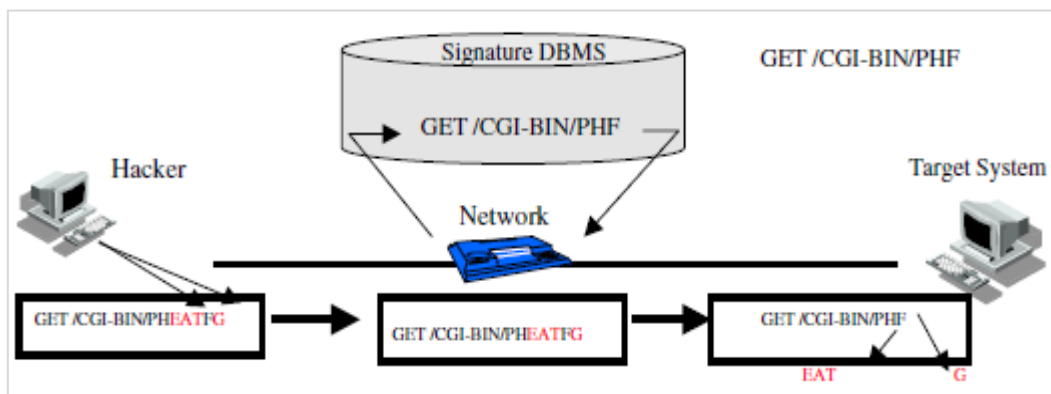 Signature DBMS
GET /CGI-BIN/PHF
GET /CGI-BIN/PHF
Hacker
Target System
Network
GET /CGI-BIN/PHEATFG
GET /CGI-BIN/PHEATFG
GET /CGI-BIN/PHF
EAT
G